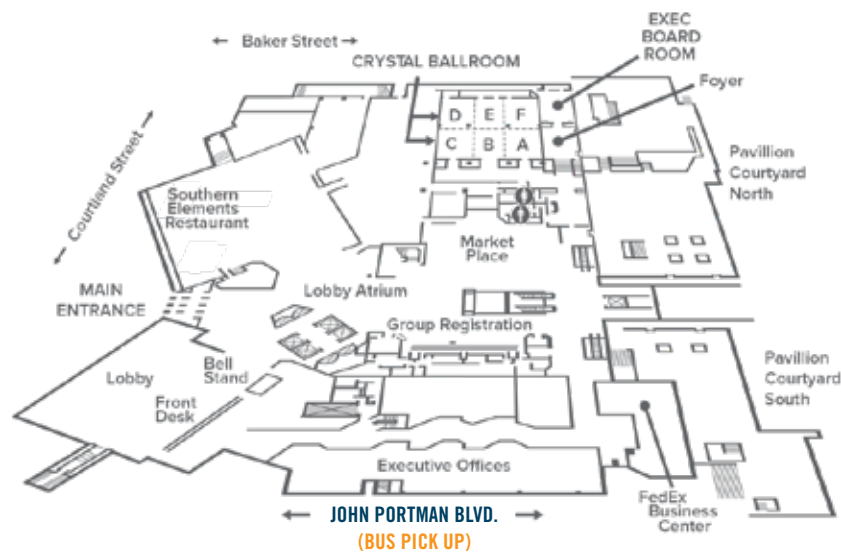 Baker Street
EXEC
BOARD
ROOM
CRYSTAL BALLROOM
Foyer
D E F
C B A
Courtland Street
Pavillion
Courtyard
North
Southern
Elements
Restaurant
Market
Place
MAIN
ENTRANCE
Lobby Atrium
Group Registration
Lobby
Bell
Stand
Front
Desk
Pavillion
Courtyard
South
Executive Offices
FedEx
Business
Center
JOHN PORTMAN BLVD.
(BUS PICK UP)